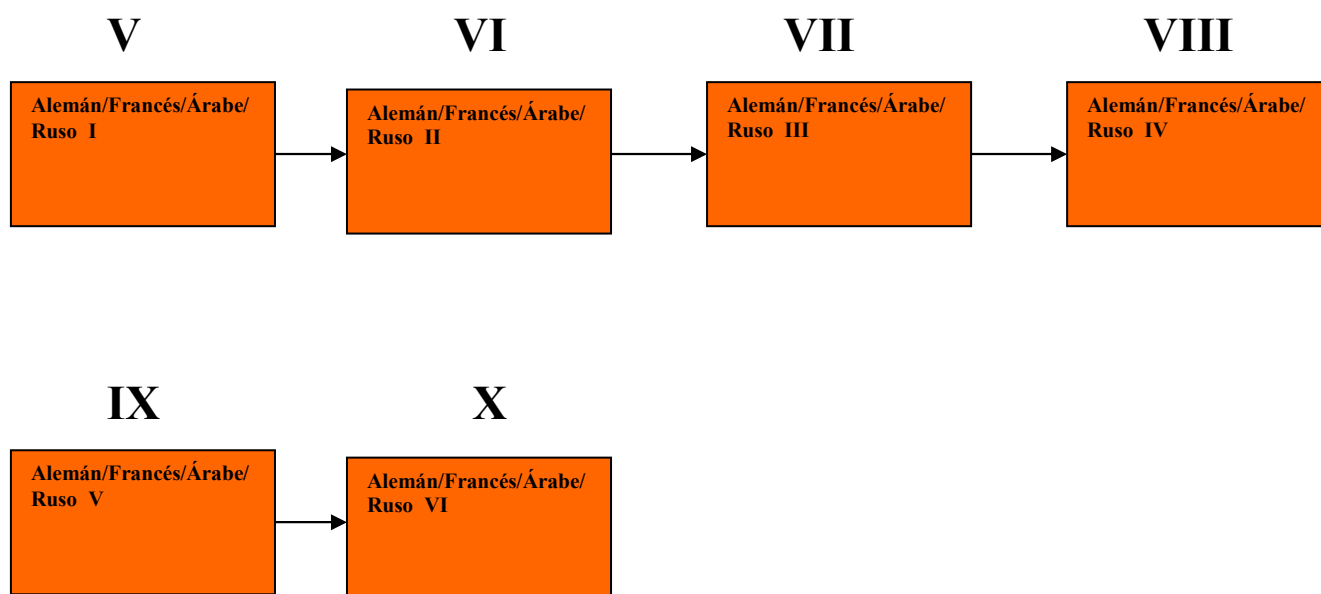 V
VI
VII
VIII
Alemán/Francés/Árabe/
Ruso I
Alemán/Francés/Árabe/
Ruso II
Alemán/Francés/Árabe/
Ruso III
Alemán/Francés/Árabe/
Ruso IV
IX
X
Alemán/Francés/Árabe/
Ruso V
Alemán/Francés/Árabe/
Ruso VI